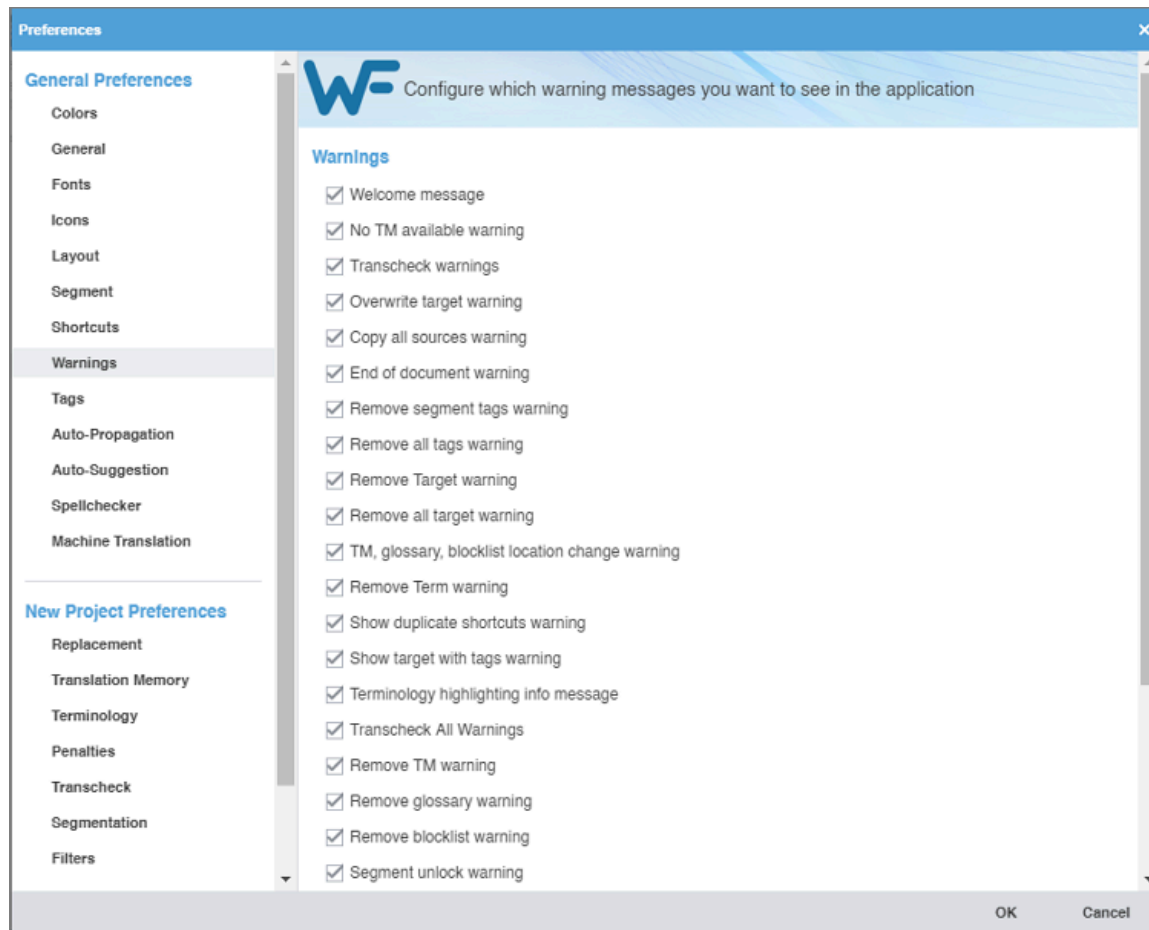 Preferences
General Preferences
Colors
General
Fonts
Icons
Layout
Segment
Shortcuts
Warnings
Tags
Auto-Propagation
Auto-Suggestion
Spellchecker
Machine Translation
New Project Preferences
Replacement
Translation Memory
Terminology
Penalties
Transcheck
Segmentation
Filters
WF Configure which warning messages you want to see in the application
Warnings
Welcome message
No TM available warning
Transcheck warnings
Overwrite target warning
Copy all sources warning
End of document warning
Remove segment tags warning
Remove all tags warning
Remove Target warning
Remove all target warning
TM, glossary, blocklist location change warning
Remove Term warning
Show duplicate shortcuts warning
Show target with tags warning
Terminology highlighting info message
Transcheck All Warnings
Remove TM warning
Remove glossary warning
Remove blocklist warning
Segment unlock warning
OK Cancel